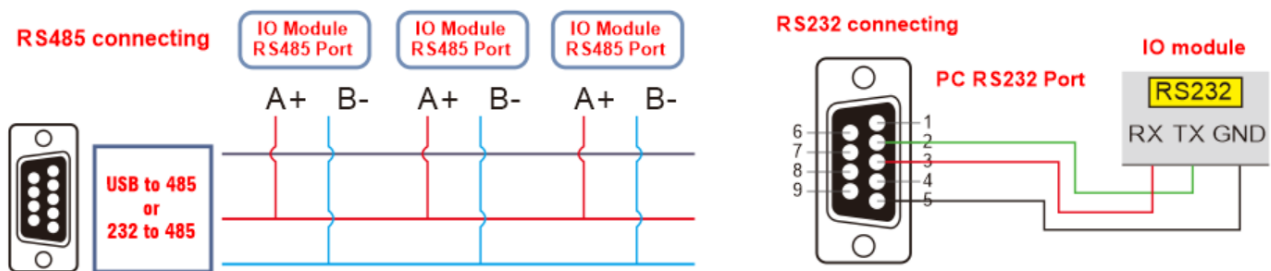 RS485 connecting
IO Module
RS485 Port
IO Module
RS485 Port
IO Module
RS485 Port
A+ B- A+ B- A+ B-
USB to 485
or
232 to 485
RS232 connecting
PC RS232 Port
IO module
RS232
RX TX GND
1
2
3
4
5
6
7
8
9